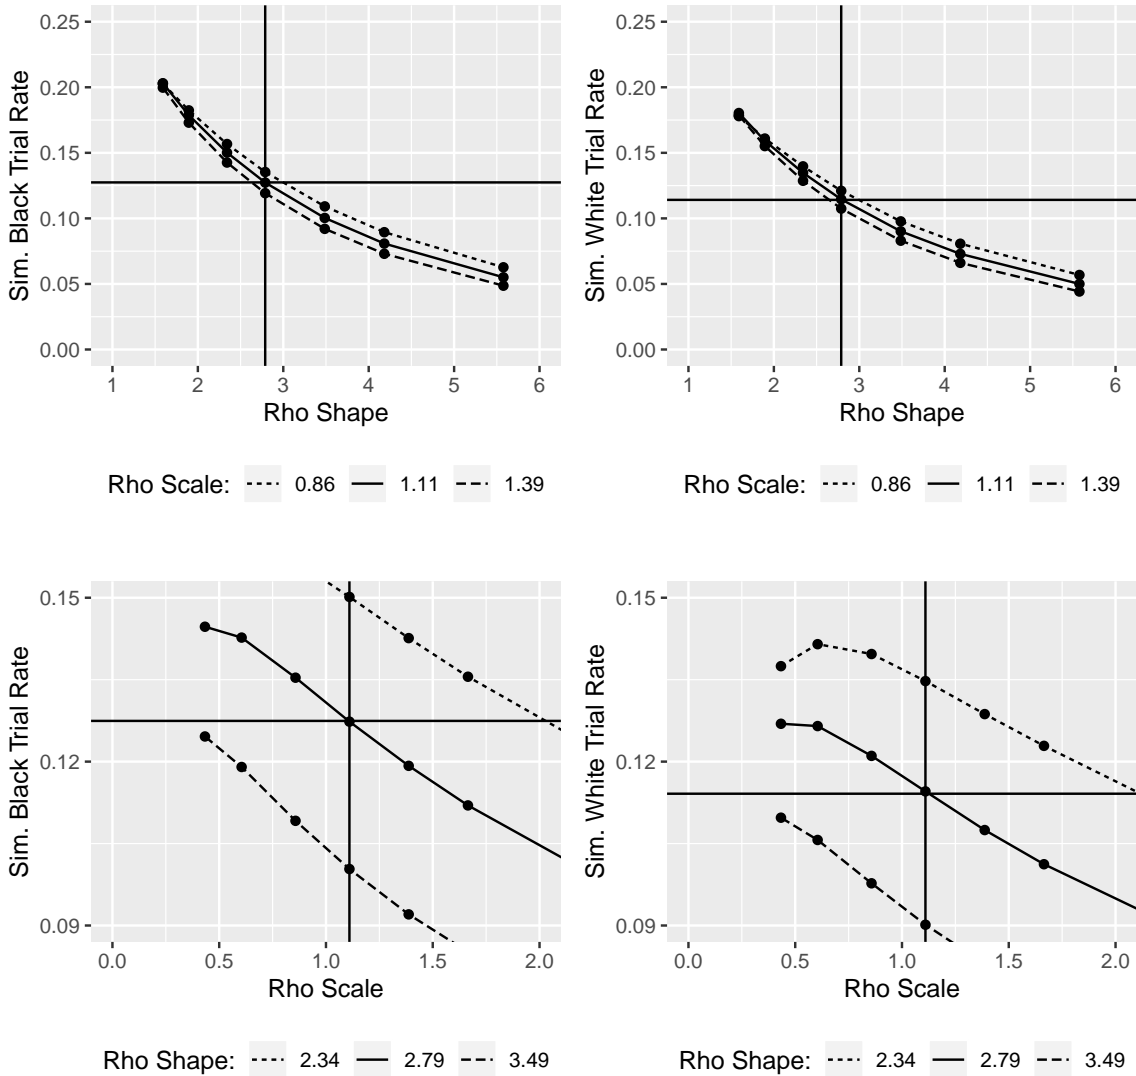 Sim. Black Trial Rate
0.25
0.20
0.15
0.10
0.05
0.00
1 2 3 4 5 6
Rho Shape
Rho Scale: 0.86 1.11 1.39
Sim. White Trial Rate
0.25
0.20
0.15
0.10
0.05
0.00
1 2 3 4 5 6
Rho Shape
Rho Scale: 0.86 1.11 1.39
Sim. Black Trial Rate
0.15
0.12
0.09
0.0 0.5 1.0 1.5 2.0
Rho Scale
Rho Shape: 2.34 2.79 3.49
Sim. White Trial Rate
0.15
0.12
0.09
0.0 0.5 1.0 1.5 2.0
Rho Scale
Rho Shape: 2.34 2.79 3.49